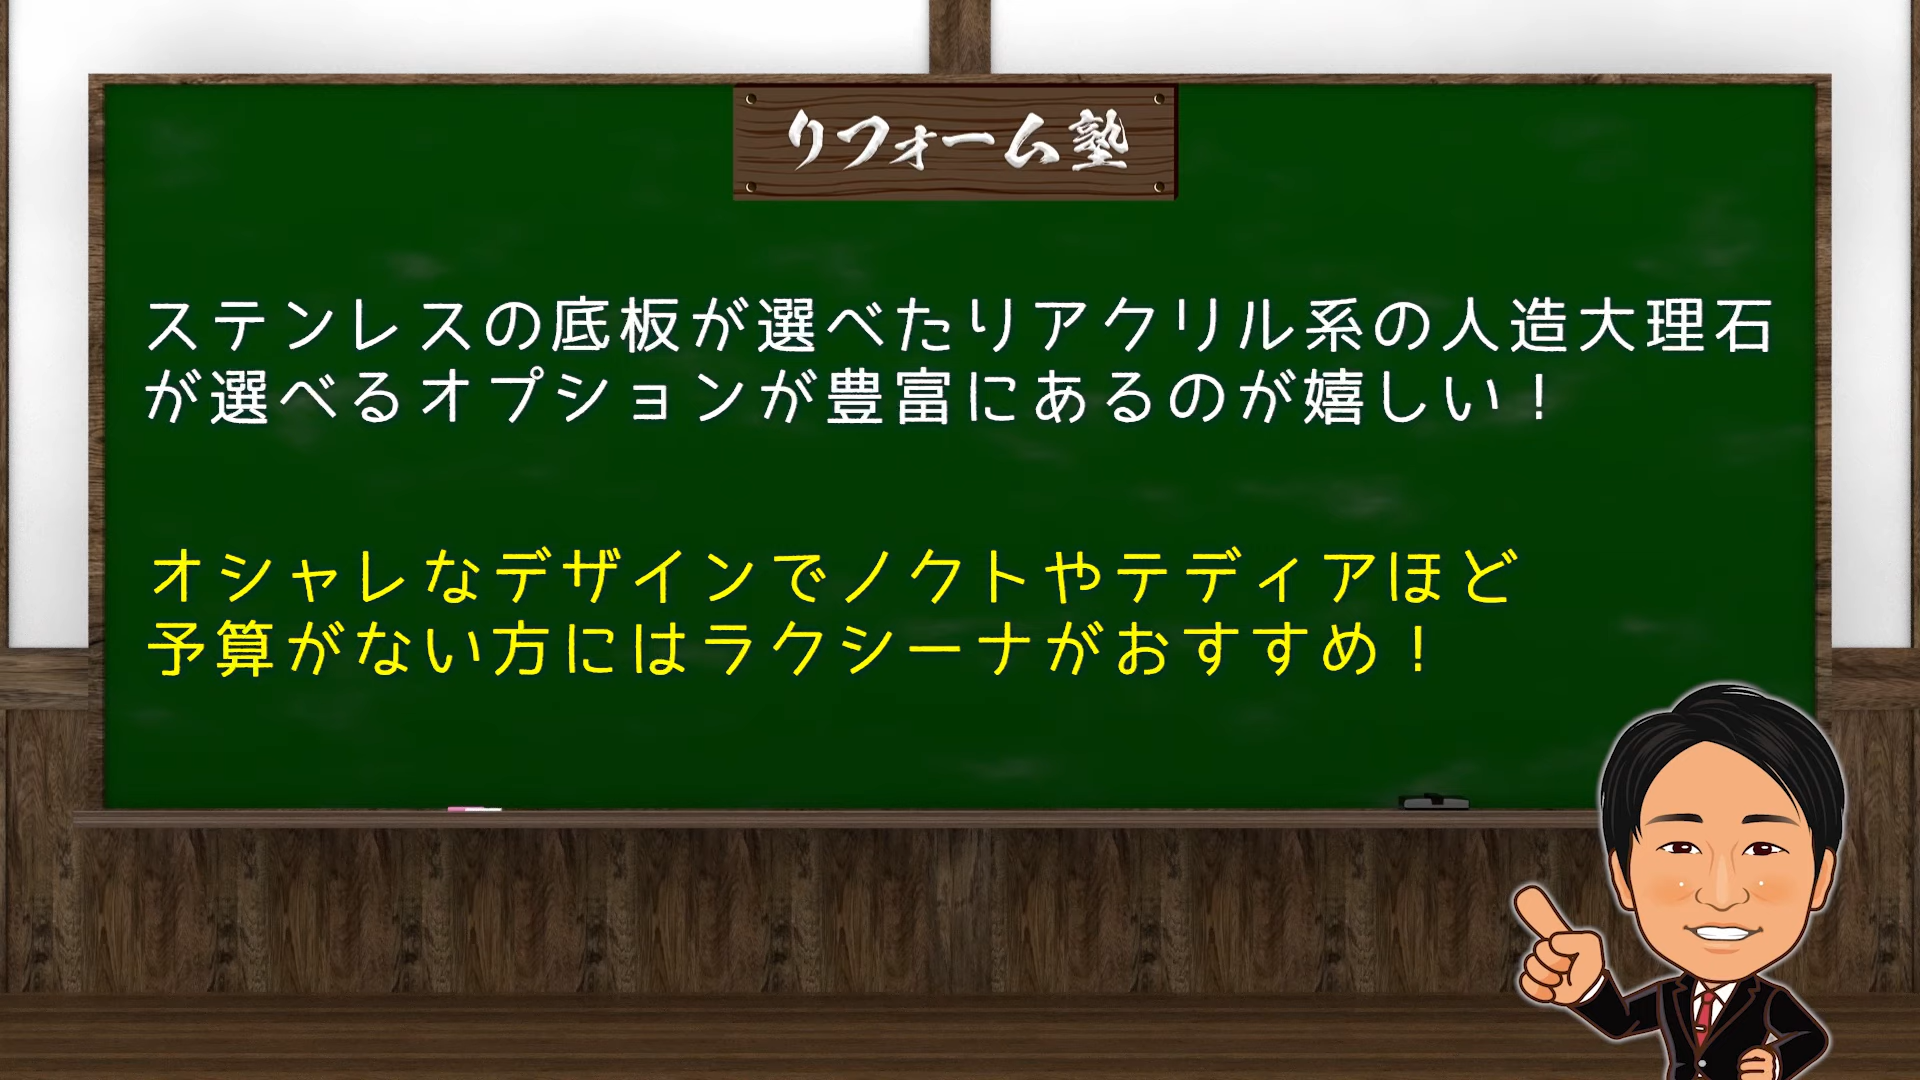 リフォーム塾
ステンレスの底板が選べたりアクリル系の人造大理石
が選べるオプションが豊富にあるのが嬉しい！
オシャレなデザインでノクトやテディアほど
予算がない方にはラクシーナがおすすめ！